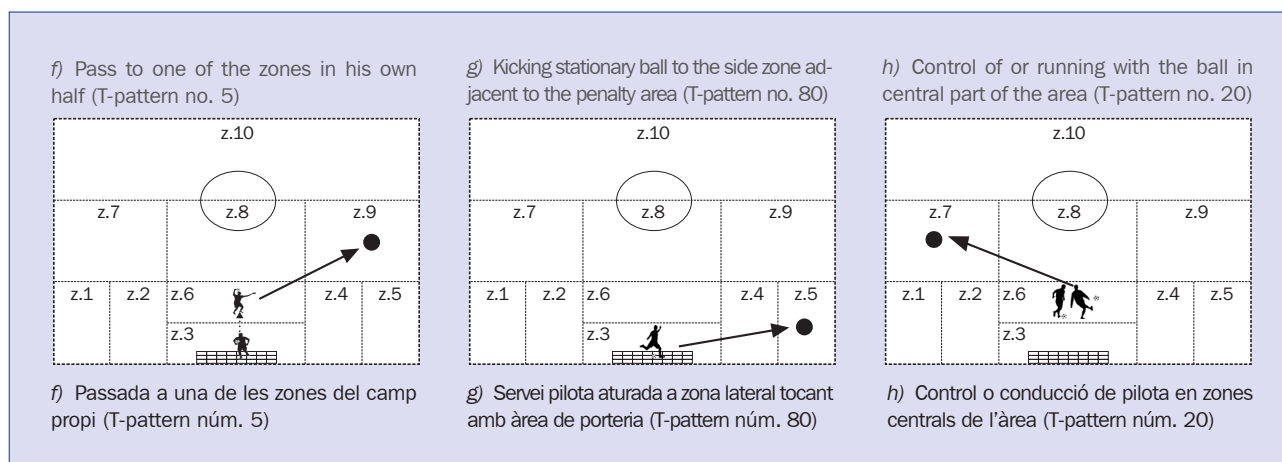 f) Pass to one of the zones in his own
half (T-pattern no. 5)
z.10
z.7
z.8
z.9
z.1
z.2
z.6
z.4
z.5
z.3
f) Passada a una de les zones del camp
propi (T-pattern núm. 5)
g) Kicking stationary ball to the side zone ad-
jacent to the penalty area (T-pattern no. 80)
z.10
z.7
z.8
z.9
z.1
z.2
z.6
z.4
z.5
z.3
g) Servei pilota aturada a zona lateral tocant
amb àrea de porteria (T-pattern núm. 80)
h) Control of or running with the ball in
central part of the area (T-pattern no. 20)
z.10
z.7
z.8
z.9
z.1
z.2
z.6
z.4
z.5
z.3
h) Control o conducció de pilota en zones
centrals de l’àrea (T-pattern núm. 20)